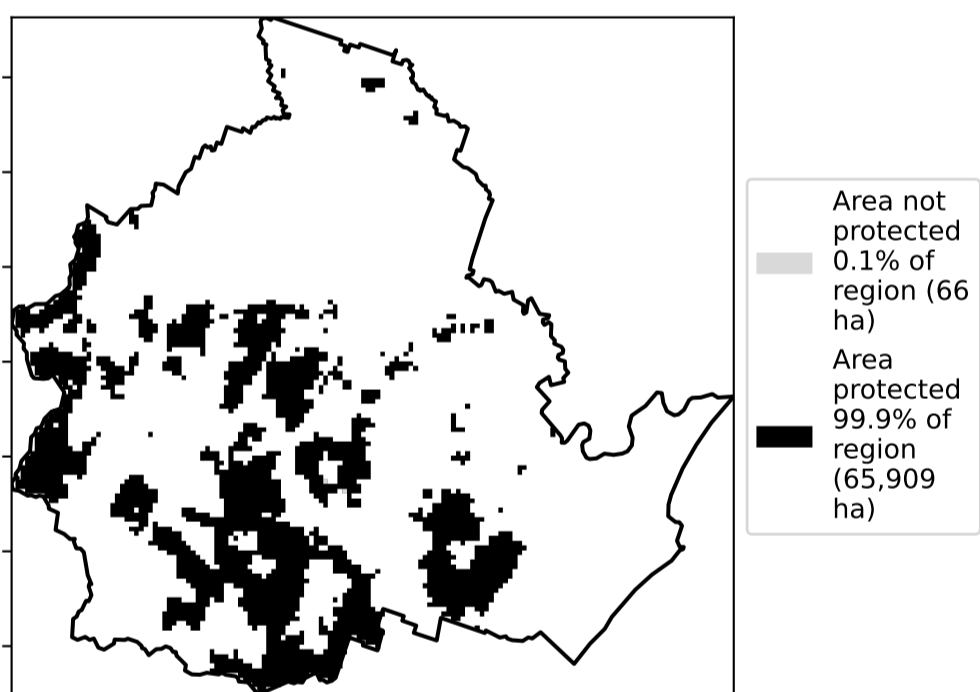 Area not
protected
0.1% of
region (66
ha)
Area
protected
99.9% of
region
(65,909
ha)